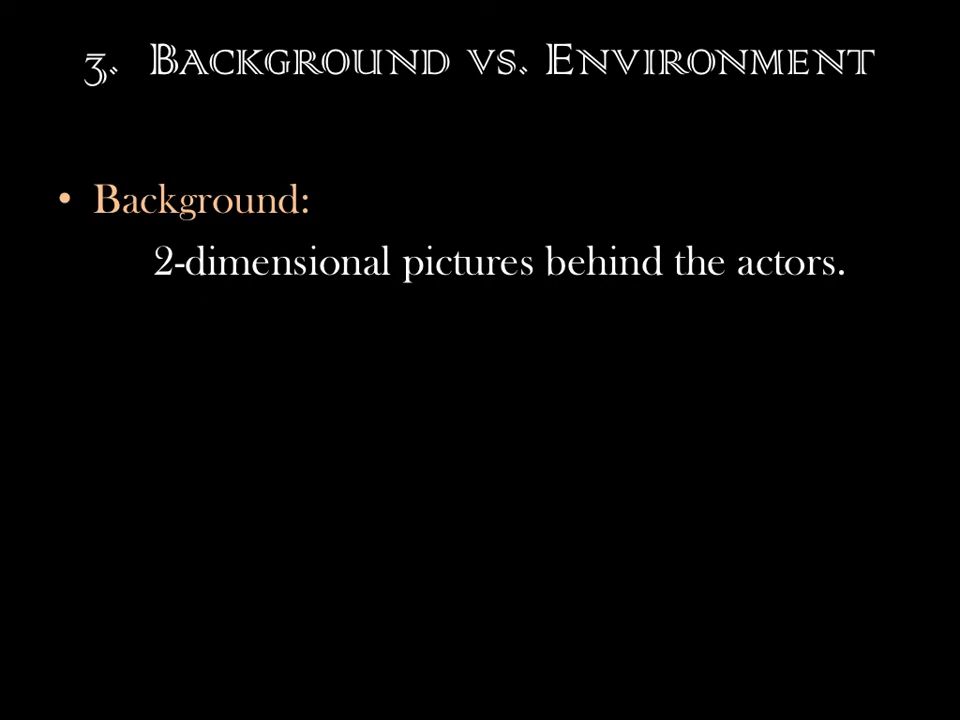 3. Background vs. Environment
• Background:
2-dimensional pictures behind the actors.